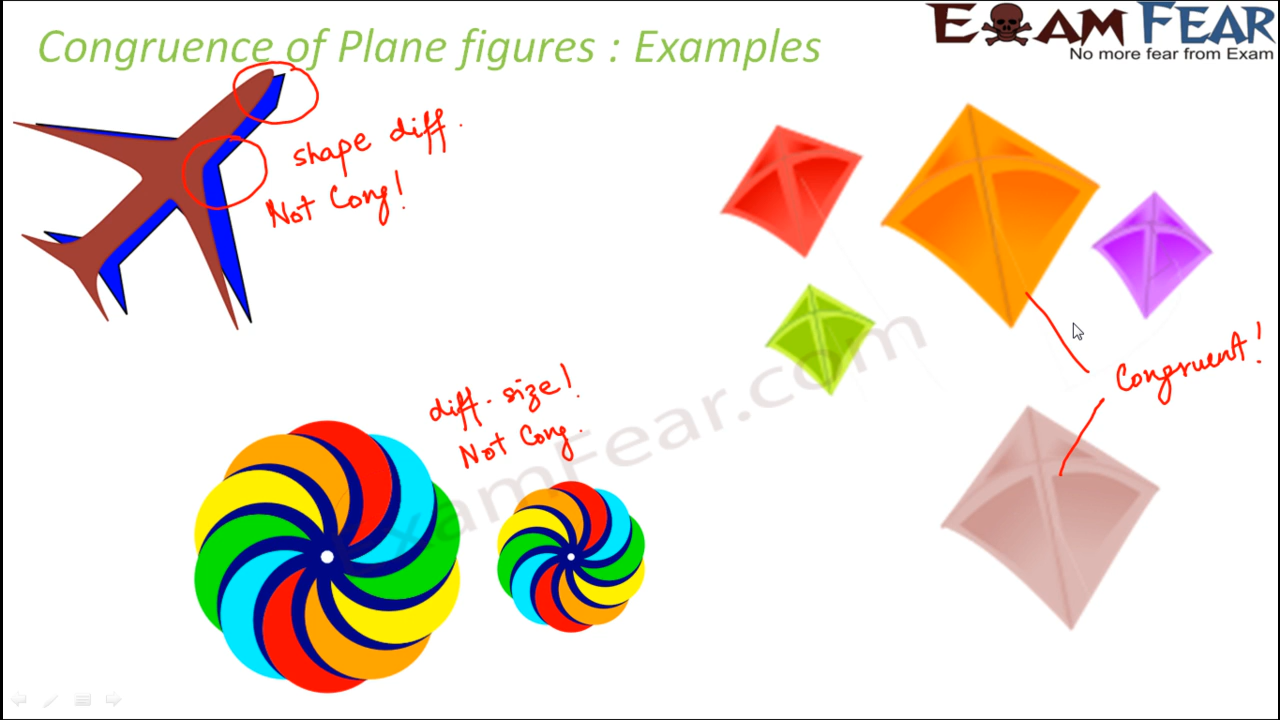 Congruence of Plane figures : Examples
EXAM FEAR
No more fear from Exam
shape diff.
Not Cong!
Congruent!
diff. size!
Not Cong.
examFear.com